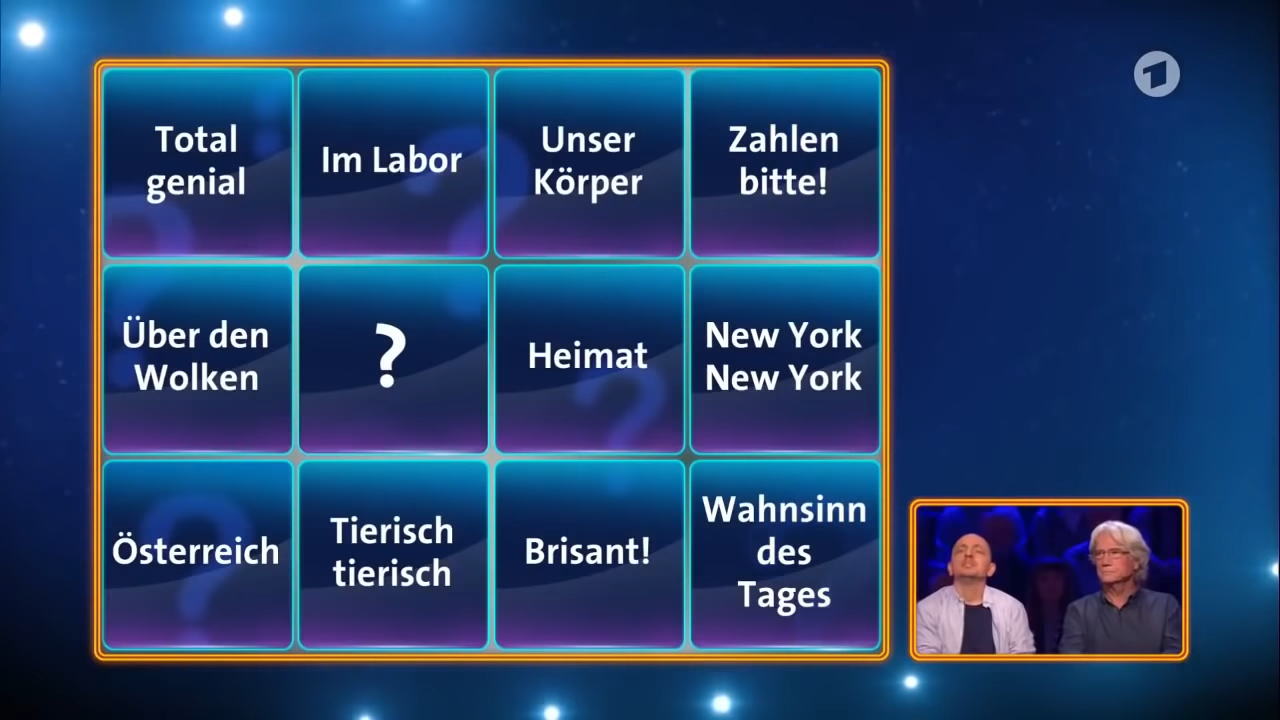 Total
genial
Im Labor
Unser
Körper
Zahlen
bitte!
Über den
Wolken
?
Heimat
New York
New York
Österreich
Tierisch
tierisch
Brisant!
Wahnsinn
des
Tages
1